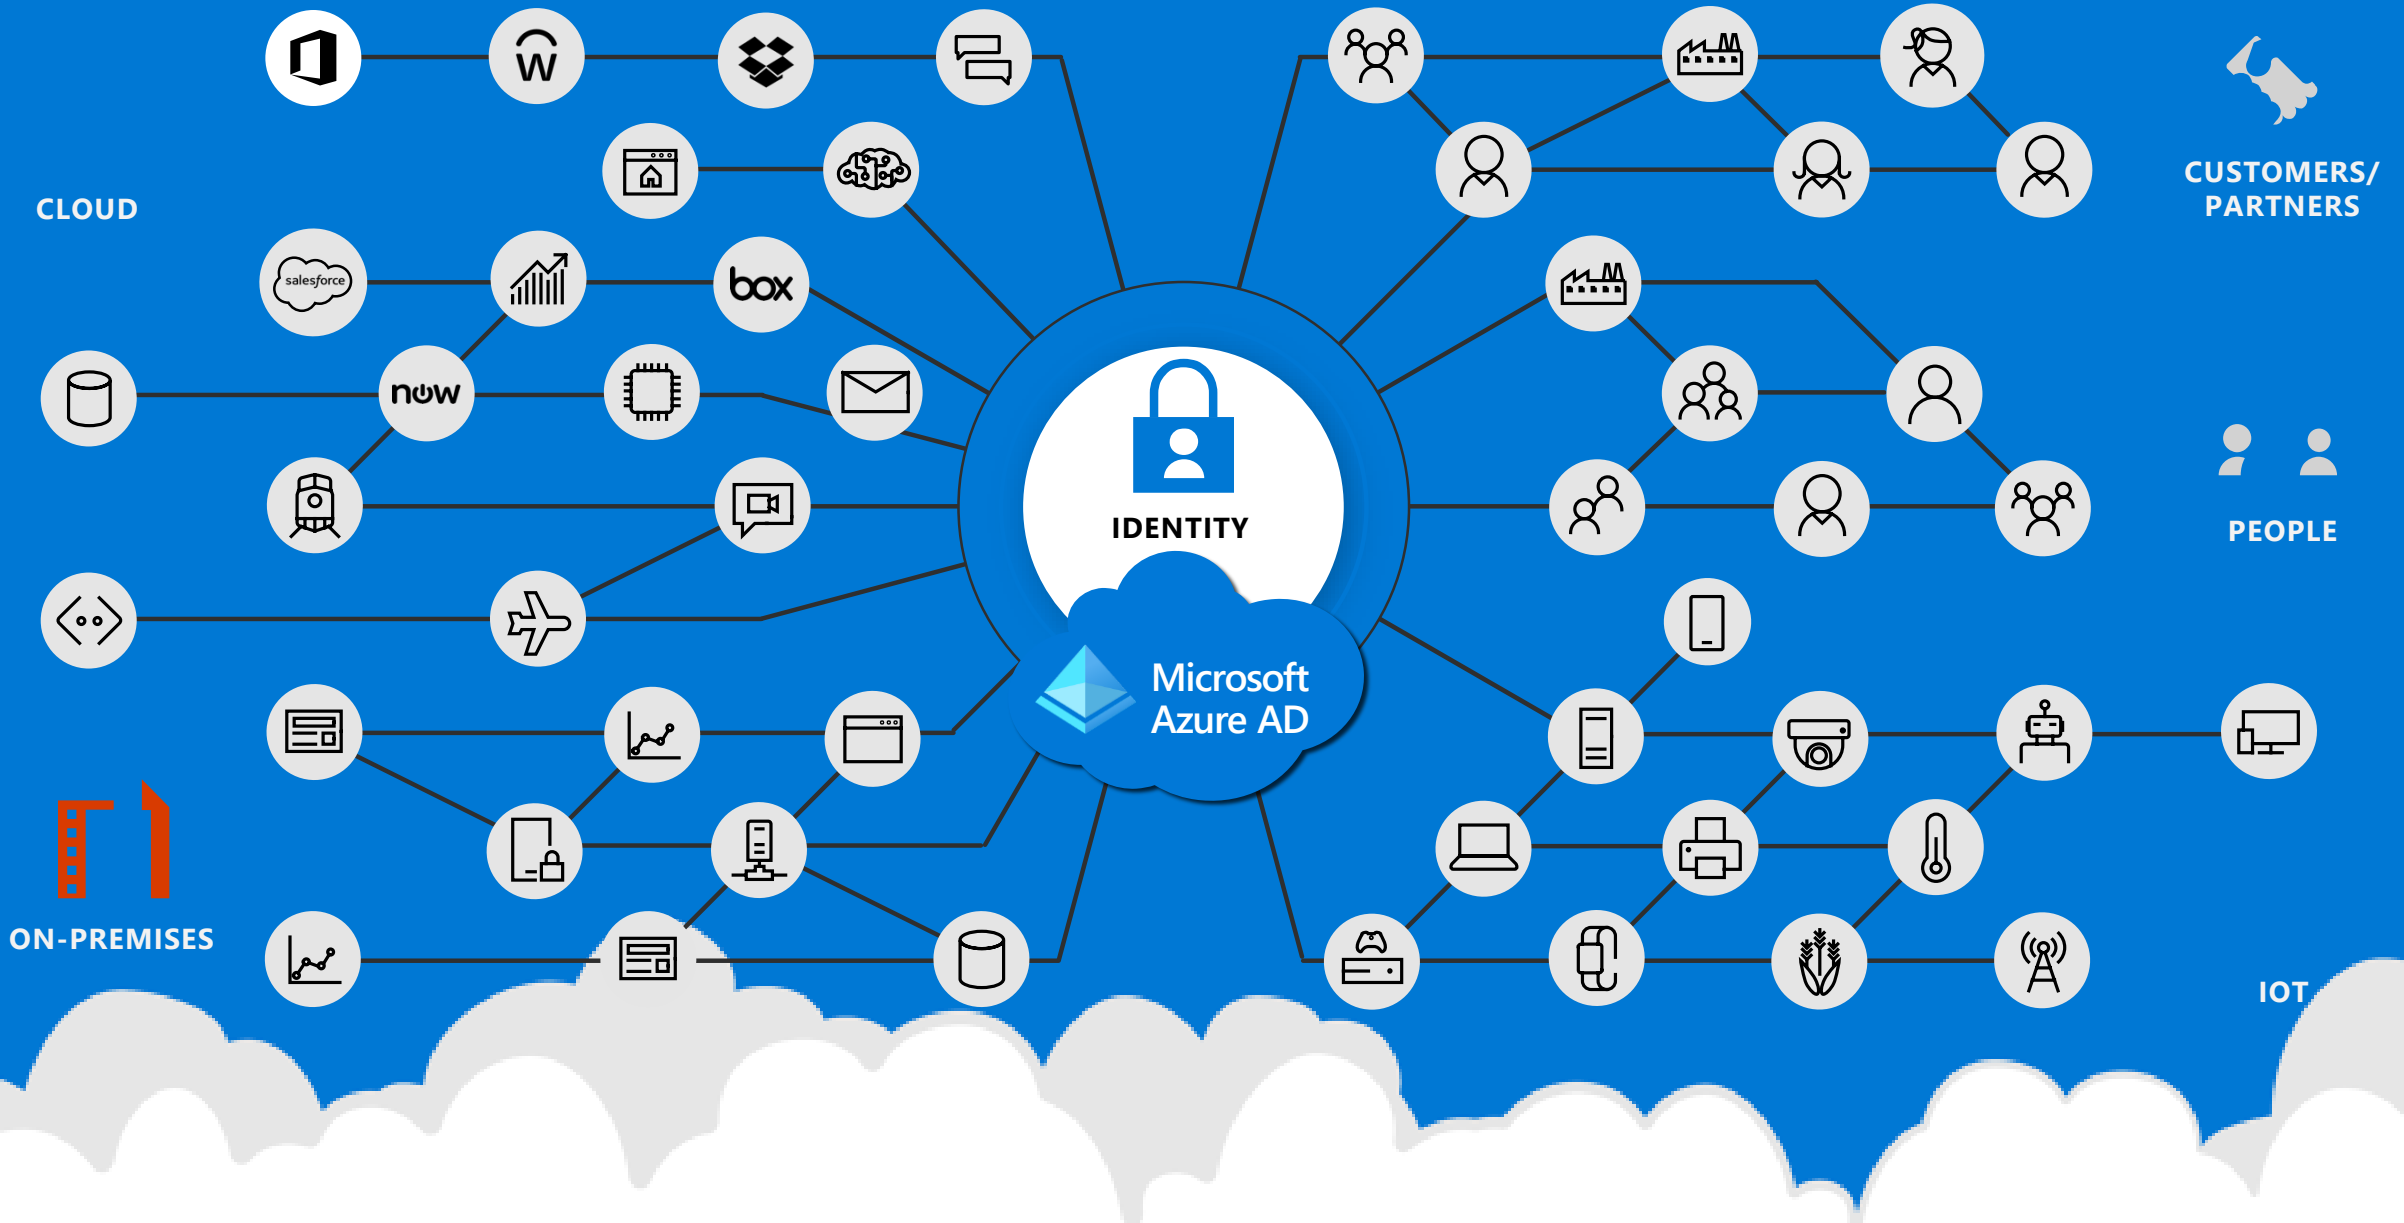 CLOUD
CUSTOMERS/
PARTNERS
salesforce
box
now
IDENTITY
PEOPLE
Microsoft
Azure AD
ON-PREMISES
IOT
W